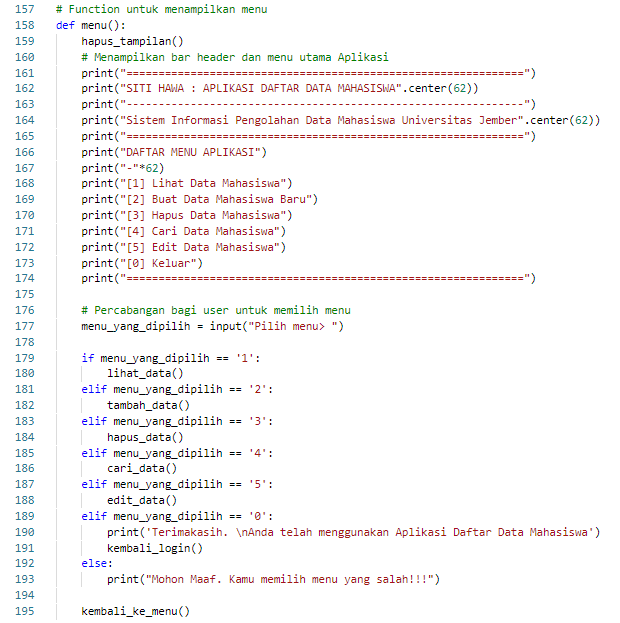 157 # Function untuk menampilkan menu
158 def menu():
159     hapus_tampilan()
160     # Menampilkan bar header dan menu utama Aplikasi
161     print("==============================================================")
162     print("SITI HAWA : APLIKASI DAFTAR DATA MAHASISWA".center(62))
163     print("--------------------------------------------------------------")
164     print("Sistem Informasi Pengolahan Data Mahasiswa Universitas Jember".center(62))
165     print("==============================================================")
166     print("DAFTAR MENU APLIKASI")
167     print("-"*62)
168     print("[1] Lihat Data Mahasiswa")
169     print("[2] Buat Data Mahasiswa Baru")
170     print("[3] Hapus Data Mahasiswa")
171     print("[4] Cari Data Mahasiswa")
172     print("[5] Edit Data Mahasiswa")
173     print("[0] Keluar")
174     print("==============================================================")
175
176     # Percabangan bagi user untuk memilih menu
177     menu_yang_dipilih = input("Pilih menu> ")
178
179     if menu_yang_dipilih == '1':
180         lihat_data()
181     elif menu_yang_dipilih == '2':
182         tambah_data()
183     elif menu_yang_dipilih == '3':
184         hapus_data()
185     elif menu_yang_dipilih == '4':
186         cari_data()
187     elif menu_yang_dipilih == '5':
188         edit_data()
189     elif menu_yang_dipilih == '0':
190         print('Terimakasih. \nAnda telah menggunakan Aplikasi Daftar Data Mahasiswa')
191         kembali_login()
192     else:
193         print("Mohon Maaf. Kamu memilih menu yang salah!!!")
194
195     kembali_ke_menu()